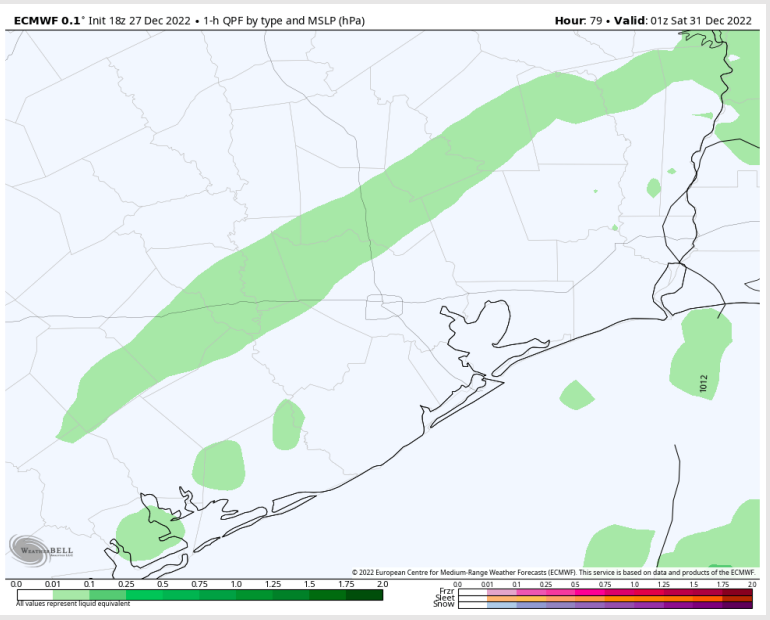 ECMWF 0.1° Init 18z 27 Dec 2022 • 1-h QPF by type and MSLP (hPa)
Hour: 79 • Valid: 01z Sat 31 Dec 2022
1012
WeatherBELL
© 2022 European Centre for Medium-Range Weather Forecasts (ECMWF). This service is based on data and products of the ECMWF.
0.0 0.01 0.1 0.25 0.5 0.75 1.0 1.25 1.5 1.75 2.0
All values represent liquid equivalent
0.0 0.01 0.1 0.25 0.5 0.75 1.0 1.25 1.5 1.75 2.0
Frzr
Sleet
Snow